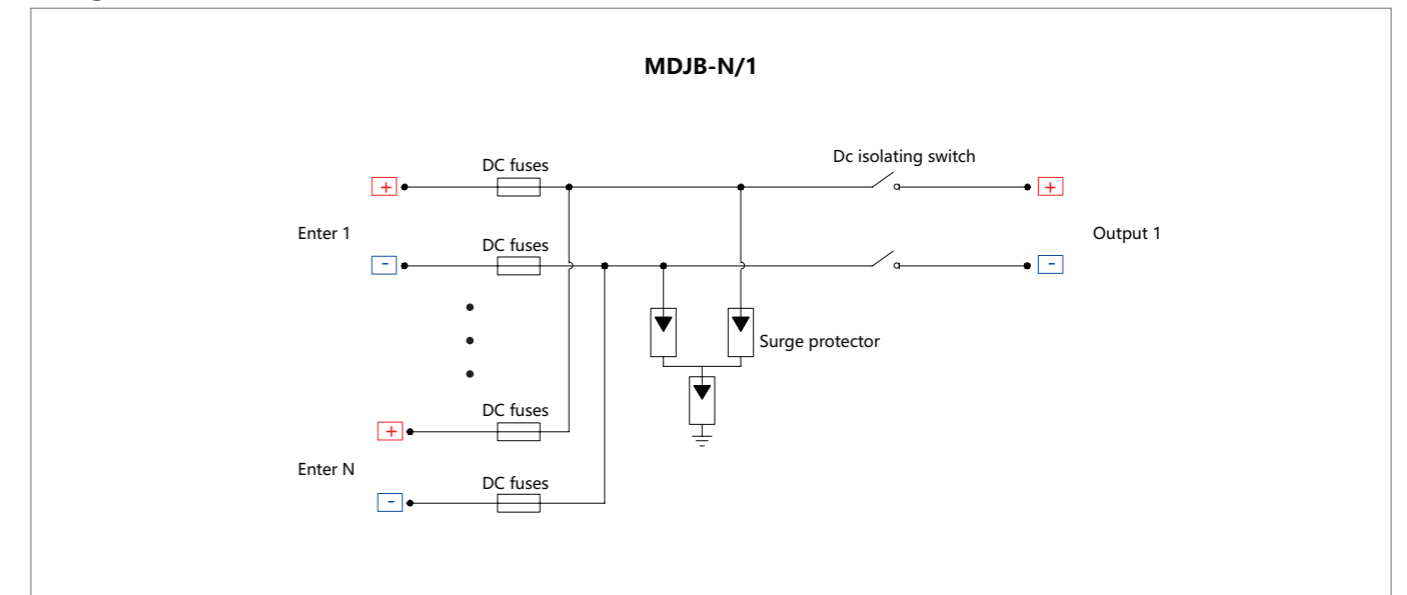 MDJB-N/1
DC fuses
Dc isolating switch
+
+
Enter 1
Output 1
DC fuses
-
-
Surge protector
DC fuses
+
Enter N
DC fuses
-